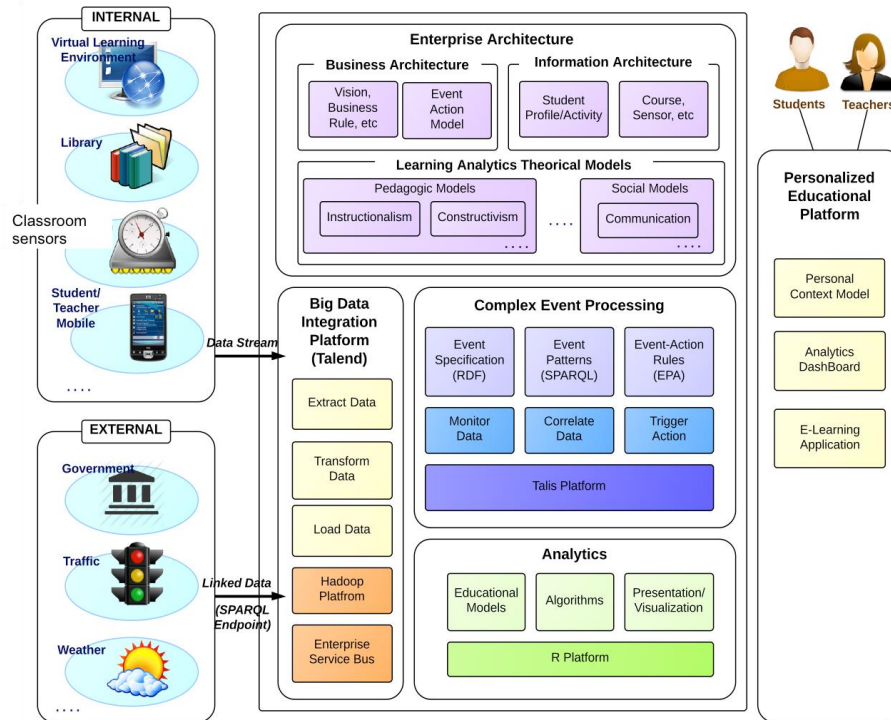 INTERNAL
Virtual Learning
Environment
Library
Classroom
sensors
Student/
Teacher
Mobile
. . . .
Data Stream
EXTERNAL
Government
Traffic
Linked Data
(SPARQL
Endpoint)
Weather
. . . .
Enterprise Architecture
Business Architecture
Vision,
Business
Rule, etc
Event
Action
Model
Information Architecture
Student
Profile/Activity
Course,
Sensor, etc
Learning Analytics Theorical Models
Pedagogic Models
Instructionalism
Constructivism
. . . .
. . . .
Social Models
Communication
. . . .
Big Data
Integration
Platform
(Talend)
Extract Data
Transform
Data
Load Data
Hadoop
Platfrom
Enterprise
Service Bus
Complex Event Processing
Event
Specification
(RDF)
Event
Patterns
(SPARQL)
Event-Action
Rules
(EPA)
Monitor
Data
Correlate
Data
Trigger
Action
Talis Platform
Analytics
Educational
Models
Algorithms
Presentation/
Visualization
R Platform
Students
Teachers
Personalized
Educational
Platform
Personal
Context Model
Analytics
DashBoard
E-Learning
Application